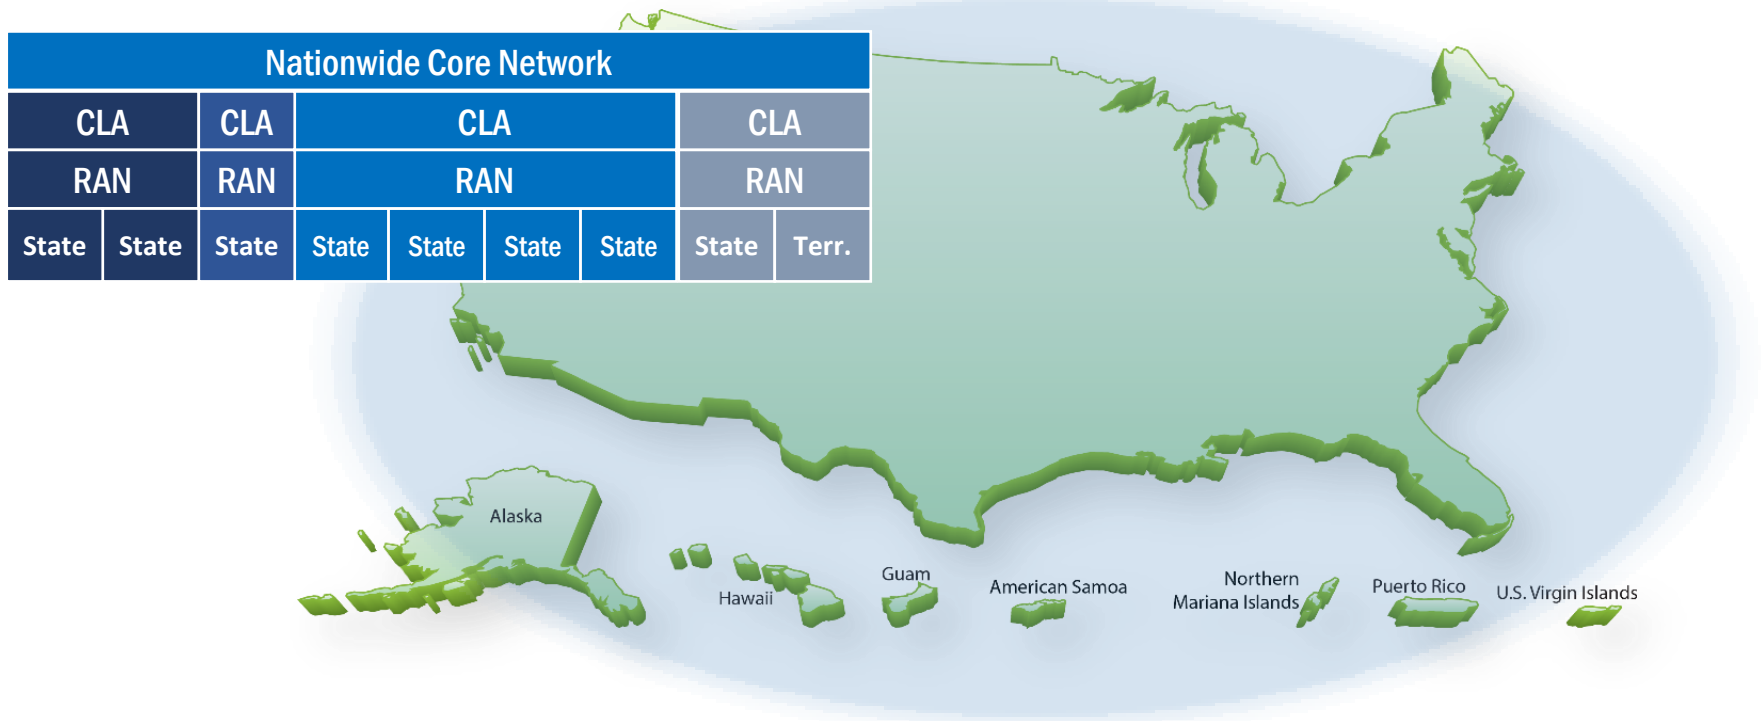 Nationwide Core Network
CLA CLA CLA CLA
RAN RAN RAN RAN
State State State State State State State State Terr.
Alaska
Hawaii
Guam
American Samoa
Northern
Mariana Islands
Puerto Rico
U.S. Virgin Islands